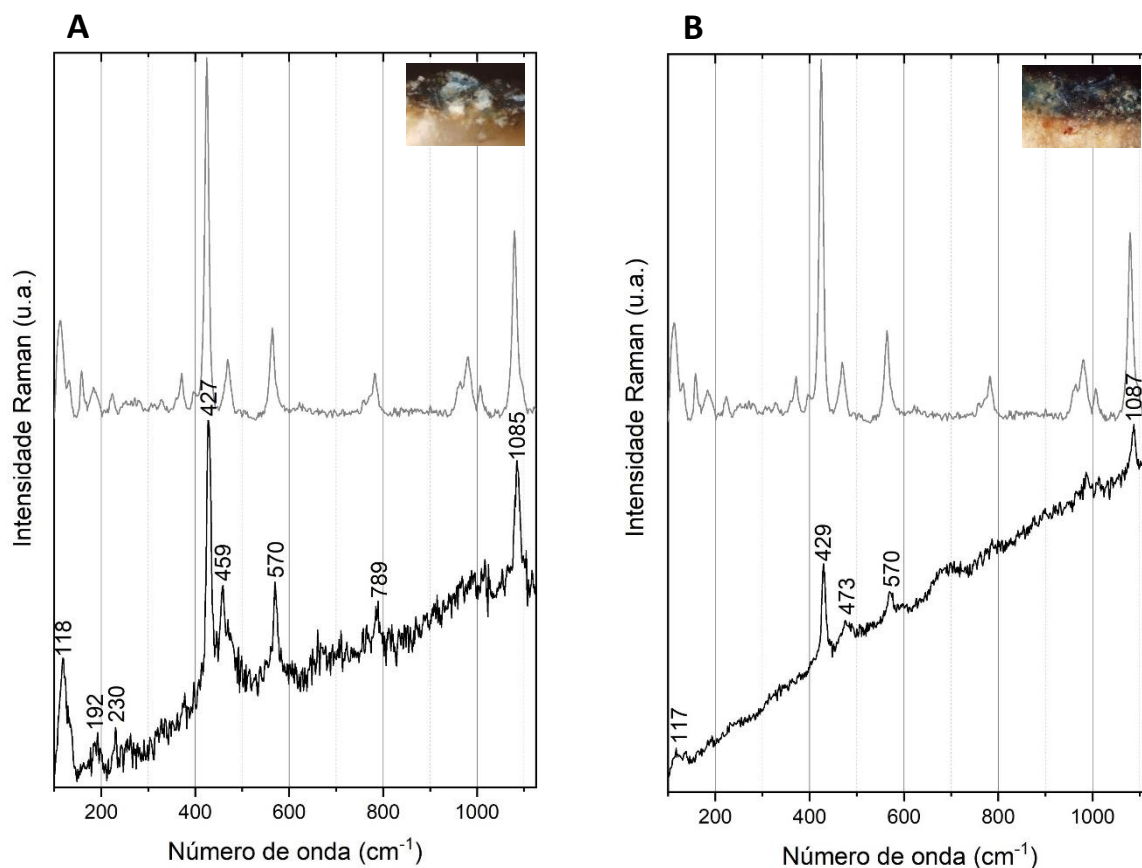 A
Intensidade Raman (u.a.)
118
192
230
427
459
570
789
1085
200 400 600 800 1000
Número de onda (cm-1)
B
Intensidade Raman (u.a.)
117
429
473
570
1087
200 400 600 800 1000
Número de onda (cm-1)